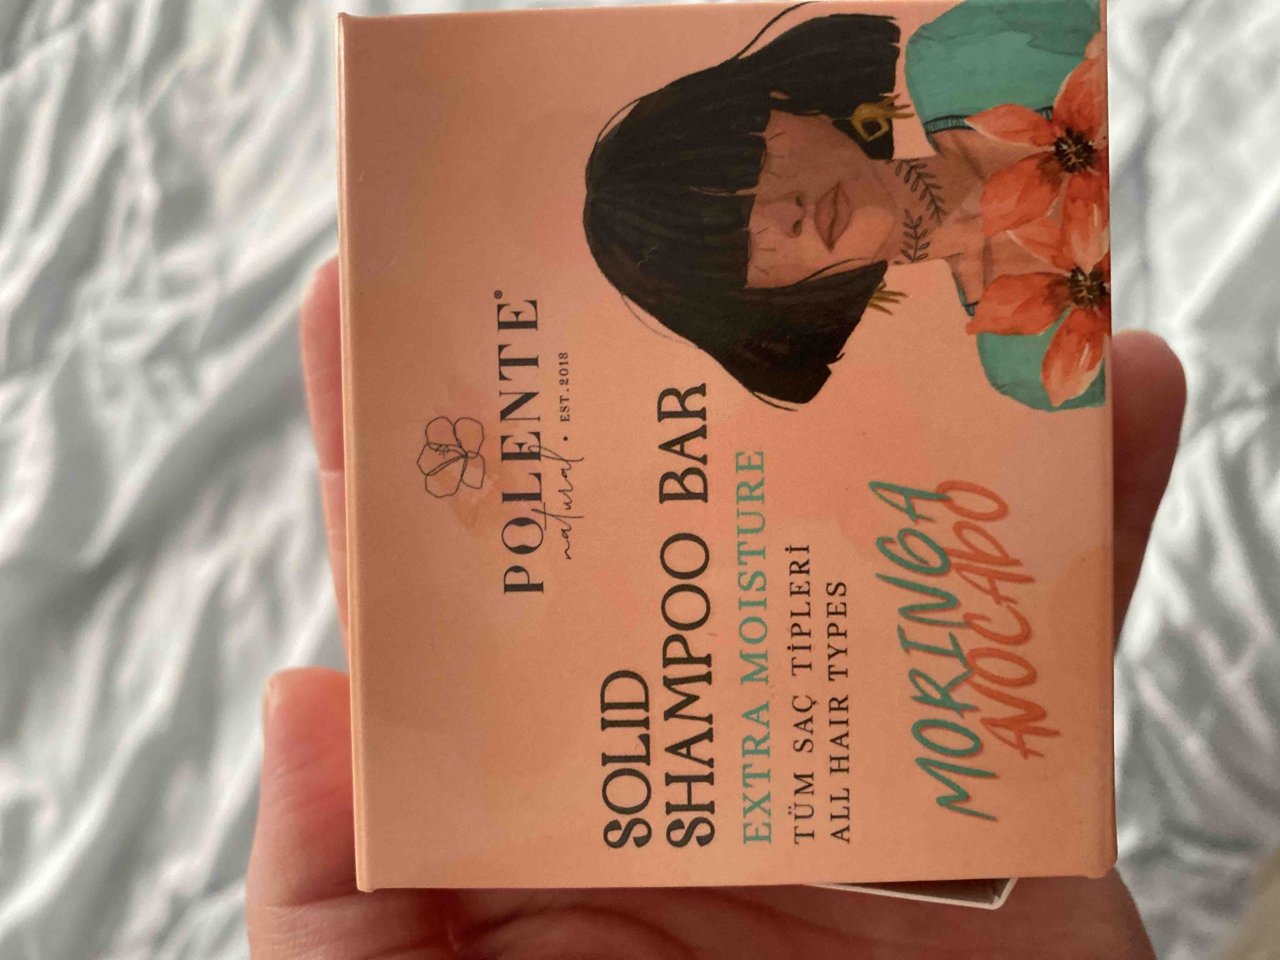 POLENTE®
natural • EST.2018
SOLID
SHAMPOO BAR
EXTRA MOISTURE
TÜM SAÇ TİPLERİ
ALL HAIR TYPES
MORINGA
AVOCADO